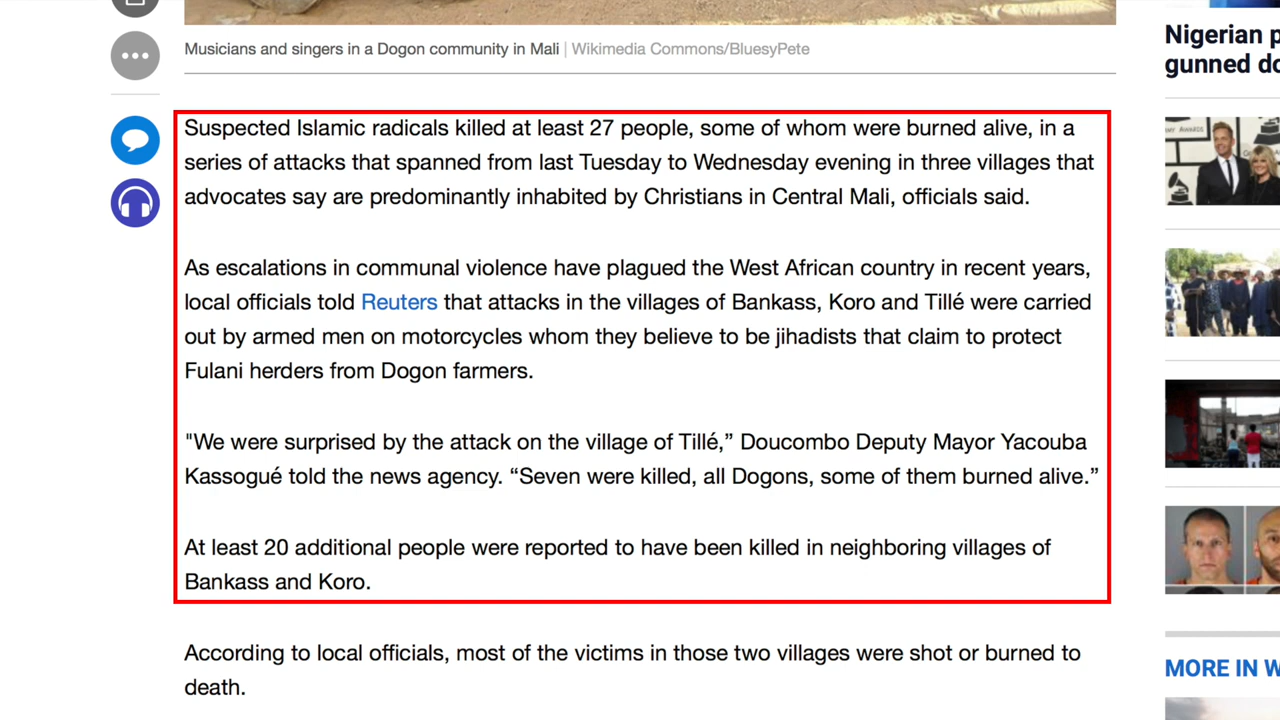 Musicians and singers in a Dogon community in Mali | Wikimedia Commons/BluesyPete
Suspected Islamic radicals killed at least 27 people, some of whom were burned alive, in a
series of attacks that spanned from last Tuesday to Wednesday evening in three villages that
advocates say are predominantly inhabited by Christians in Central Mali, officials said.
As escalations in communal violence have plagued the West African country in recent years,
local officials told Reuters that attacks in the villages of Bankass, Koro and Tillé were carried
out by armed men on motorcycles whom they believe to be jihadists that claim to protect
Fulani herders from Dogon farmers.
"We were surprised by the attack on the village of Tillé,” Doucombo Deputy Mayor Yacouba
Kassogué told the news agency. “Seven were killed, all Dogons, some of them burned alive.”
At least 20 additional people were reported to have been killed in neighboring villages of
Bankass and Koro.
According to local officials, most of the victims in those two villages were shot or burned to
death.
Nigerian p
gunned do
MORE IN W